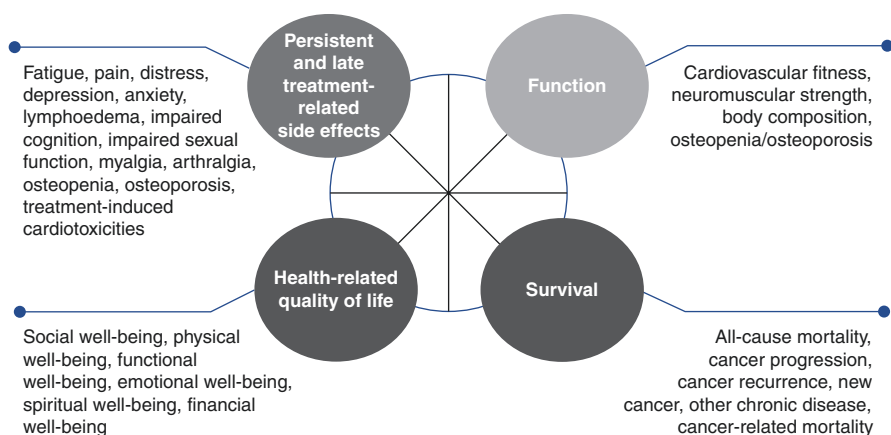 Persistent
and late
treatment-
related
side effects
Fatigue, pain, distress,
depression, anxiety,
lymphoedema, impaired
cognition, impaired sexual
function, myalgia, arthralgia,
osteopenia, osteoporosis,
treatment-induced
cardiotoxicities
Function
Cardiovascular fitness,
neuromuscular strength,
body composition,
osteopenia/osteoporosis
Health-related
quality of life
Social well-being, physical
well-being, functional
well-being, emotional well-being,
spiritual well-being, financial
well-being
Survival
All-cause mortality,
cancer progression,
cancer recurrence, new
cancer, other chronic disease,
cancer-related mortality